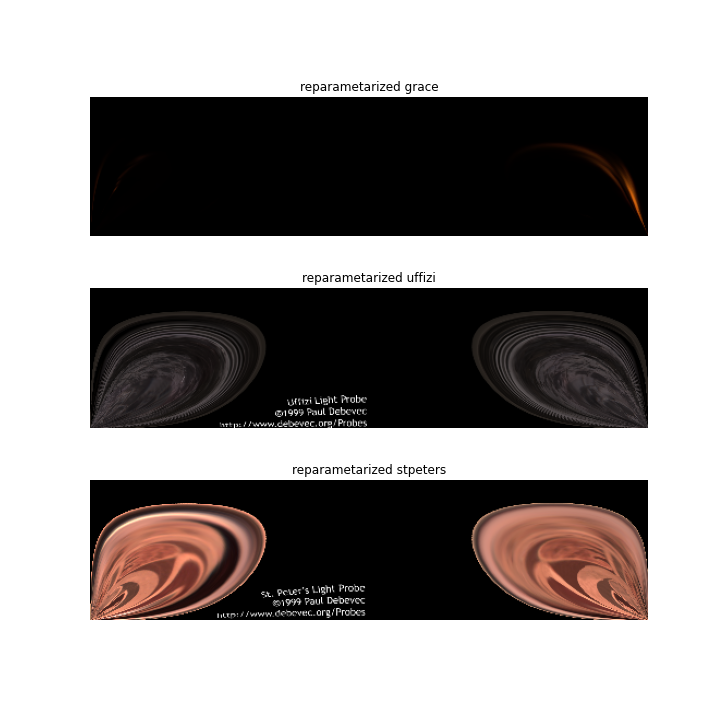 reparametarized grace
reparametarized uffizi
Uffizi Light Probe
©1999 Paul Debevec
http://www.debevec.org/Probes
reparametarized stpeters
St. Peter's Light Probe
©1999 Paul Debevec
http://www.debevec.org/Probes